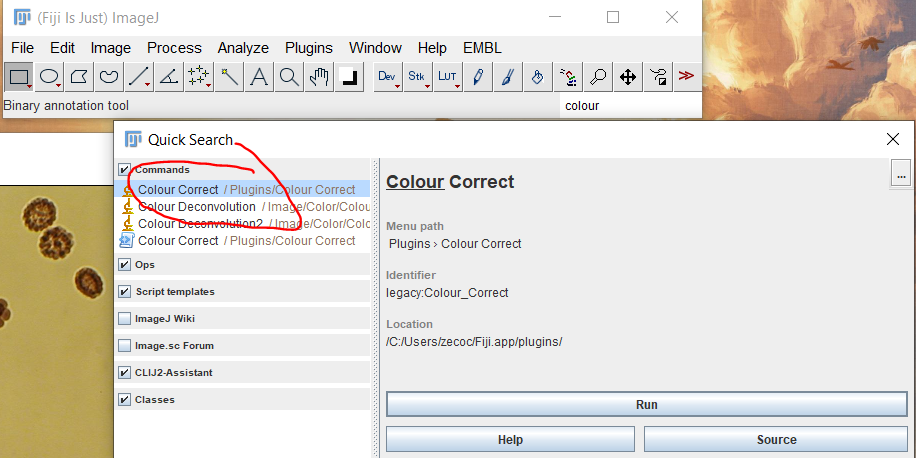 (Fiji Is Just) ImageJ
File Edit Image Process Analyze Plugins Window Help EMBL
A Dev Stk LUT >>
Binary annotation tool colour
Quick Search
Commands
Colour Correct / Plugins/Colour Correct
Colour Deconvolution / Image/Color/Colou
Colour Deconvolution2 / Image/Color/Colo
Colour Correct / Plugins/Colour Correct
Ops
Script templates
ImageJ Wiki
Image.sc Forum
CLIJ2-Assistant
Classes
Colour Correct
...
Menu path
Plugins › Colour Correct
Identifier
legacy:Colour_Correct
Location
/C:/Users/zecoc/Fiji.app/plugins/
Run
Help Source